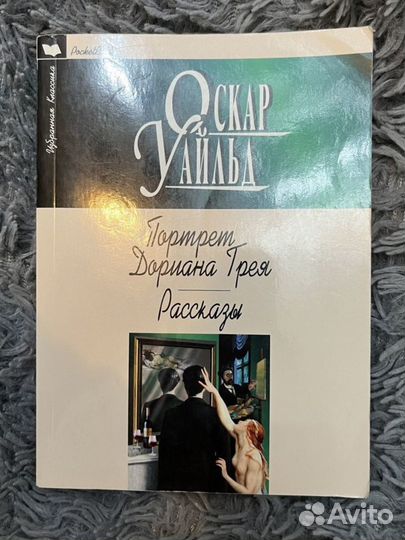 Pocket
Избранная Классика
Оскар
Уайльд
Портрет
Дориана Грея
Рассказы
Avito